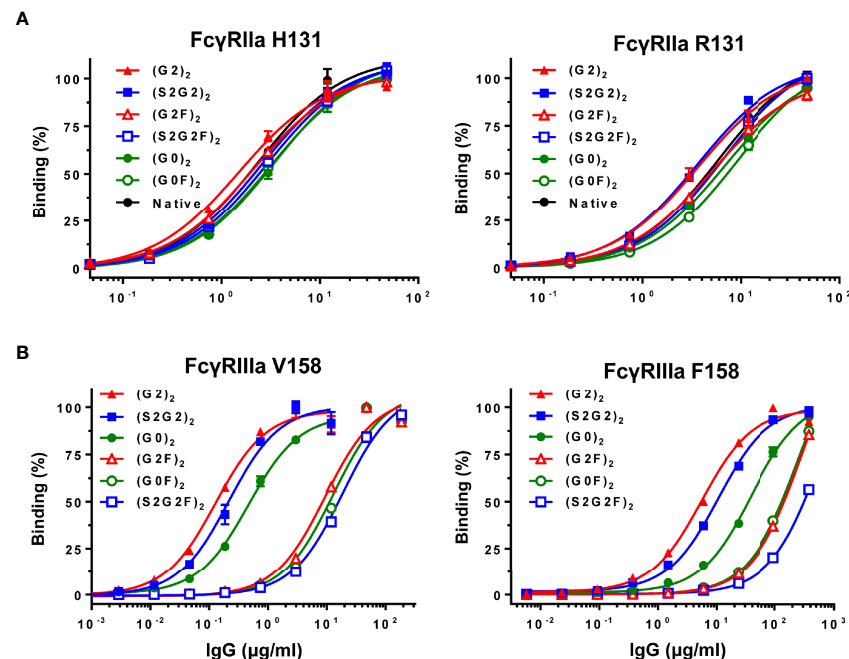 A
FcγRIIa H131
FcγRIIa R131
Binding (%)
100
75
50
25
0
(G2)₂
(S2G2)₂
(G2F)₂
(S2G2F)₂
(G0)₂
(G0F)₂
Native
10⁻¹ 10⁰ 10¹ 10²
Binding (%)
100
75
50
25
0
(G2)₂
(S2G2)₂
(G2F)₂
(S2G2F)₂
(G0)₂
(G0F)₂
Native
10⁻¹ 10⁰ 10¹ 10²
B
FcγRIIIa V158
FcγRIIIa F158
Binding (%)
100
75
50
25
0
(G2)₂
(S2G2)₂
(G0)₂
(G2F)₂
(G0F)₂
(S2G2F)₂
10⁻³ 10⁻² 10⁻¹ 10⁰ 10¹ 10²
IgG (μg/ml)
Binding (%)
100
75
50
25
0
(G2)₂
(S2G2)₂
(G0)₂
(G2F)₂
(G0F)₂
(S2G2F)₂
10⁻² 10⁻¹ 10⁰ 10¹ 10² 10³
IgG (μg/ml)